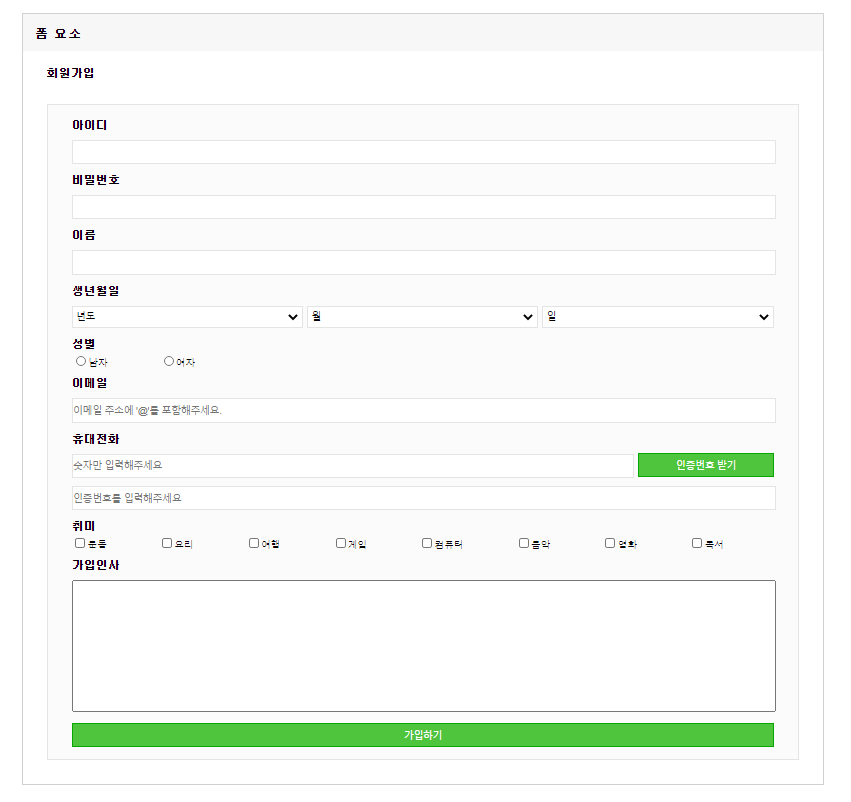 폼 요소
회원가입
아이디
비밀번호
이름
생년월일
년도 월 일
성별
남자 여자
이메일
이메일 주소에 '@'를 포함해주세요.
휴대전화
숫자만 입력해주세요 인증번호 받기
인증번호를 입력해주세요
취미
운동 요리 여행 게임 컴퓨터 음악 영화 독서
가입인사
가입하기